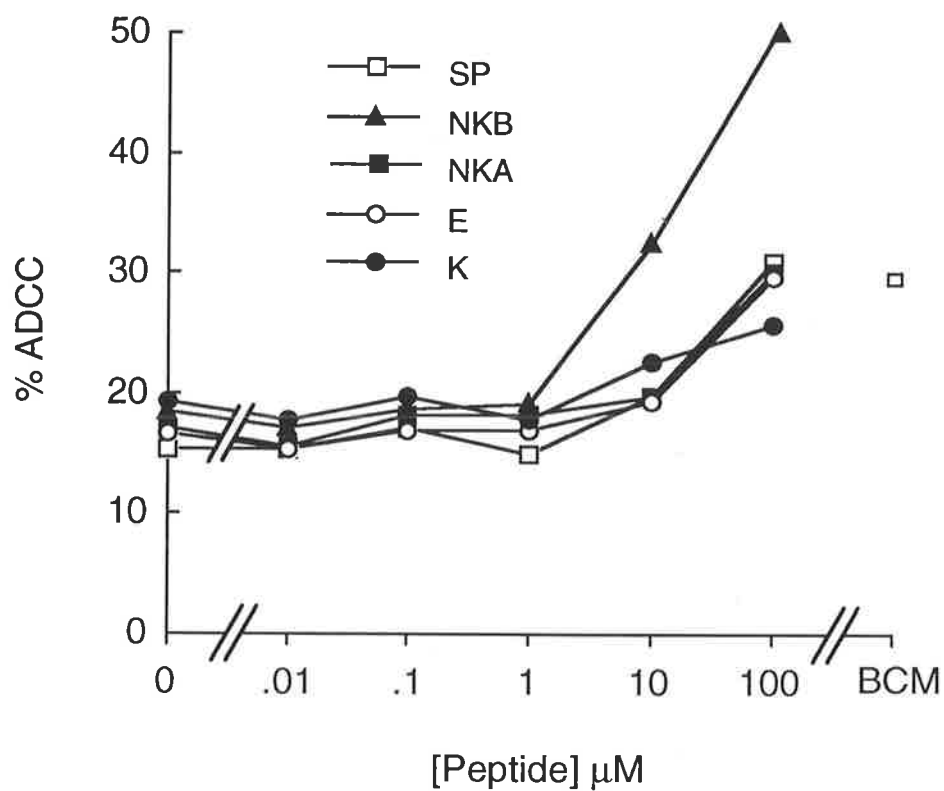 50
40
30
20
10
0
% ADCC
SP
NKB
NKA
E
K
0 .01 .1 1 10 100 BCM
[Peptide] μM